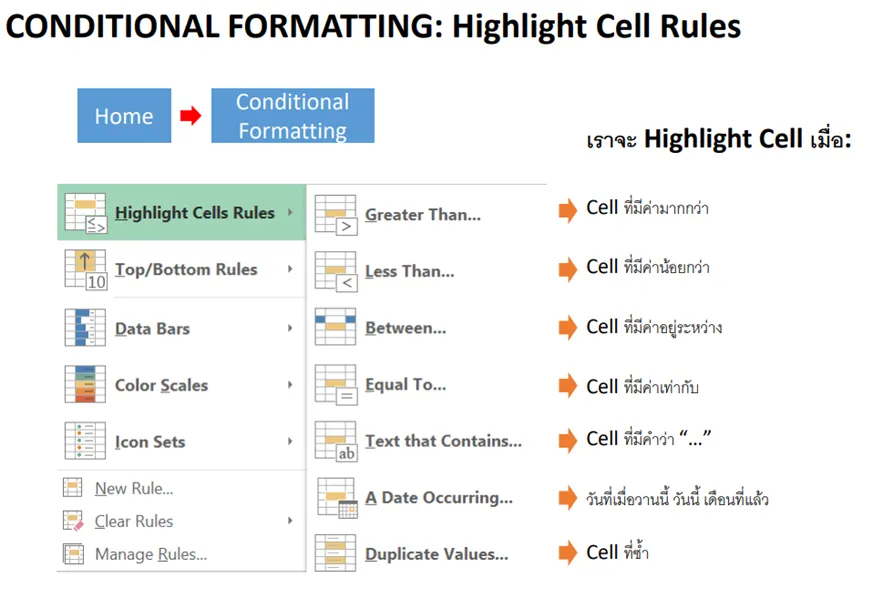 CONDITIONAL FORMATTING: Highlight Cell Rules
Home
Conditional
Formatting
เราจะ Highlight Cell เมื่อ:
Highlight Cells Rules
Top/Bottom Rules
10
Data Bars
Color Scales
Icon Sets
New Rule...
Clear Rules
Manage Rules...
Greater Than...
Less Than...
Between...
Equal To...
Text that Contains...
ab
A Date Occurring...
Duplicate Values...
Cell ที่มีค่ามากกว่า
Cell ที่มีค่าน้อยกว่า
Cell ที่มีค่าอยู่ระหว่าง
Cell ที่มีค่าเท่ากับ
Cell ที่มีคำว่า “...”
วันที่เมื่อวานนี้ วันนี้ เดือนที่แล้ว
Cell ที่ซ้ำ